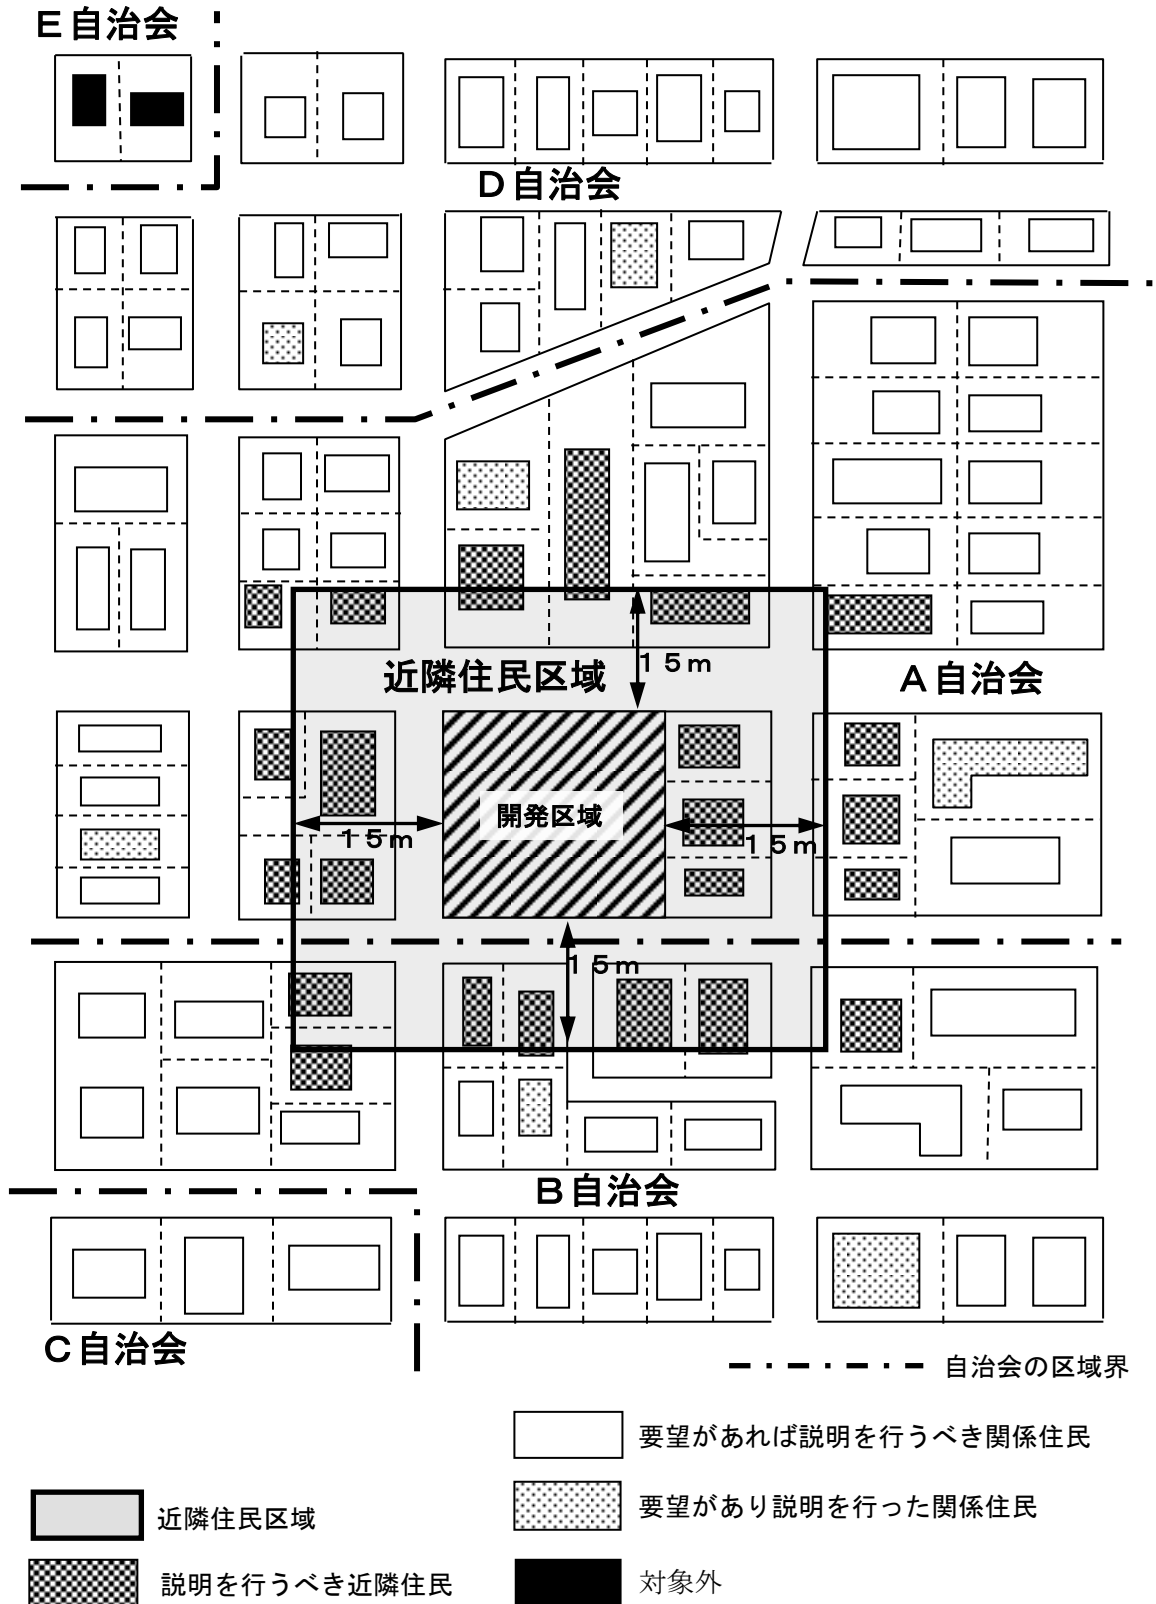 E自治会
D自治会
近隣住民区域
15m
A自治会
開発区域
15m
15m
15m
B自治会
C自治会
自治会の区域界
要望があれば説明を行うべき関係住民
要望があり説明を行った関係住民
近隣住民区域
説明を行うべき近隣住民
対象外